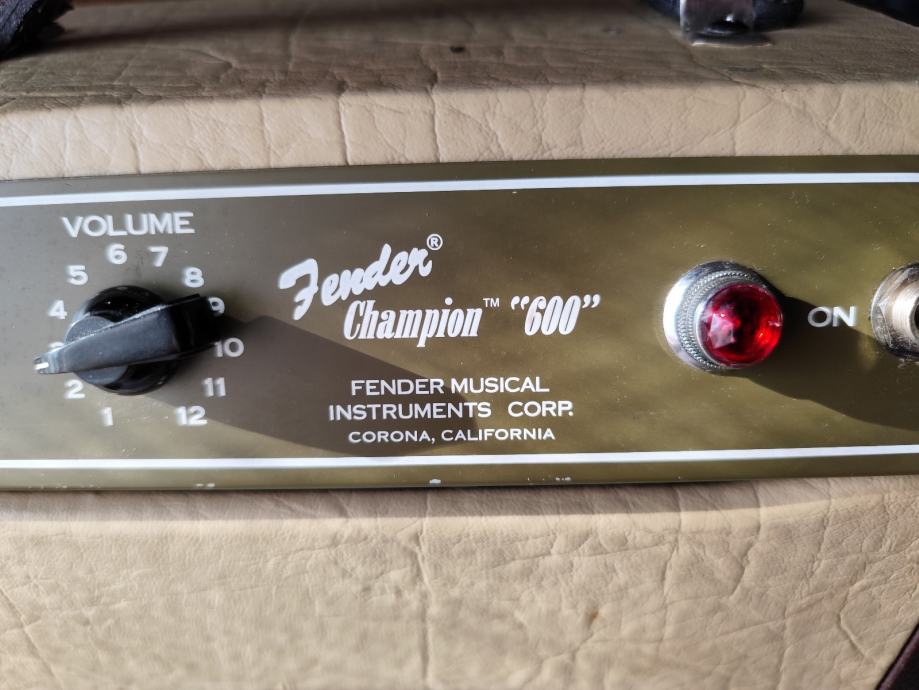 VOLUME
1
2
3
4
5
6
7
8
9
10
11
12
Fender®
Champion™ “600”
FENDER MUSICAL
INSTRUMENTS CORP.
CORONA, CALIFORNIA
ON